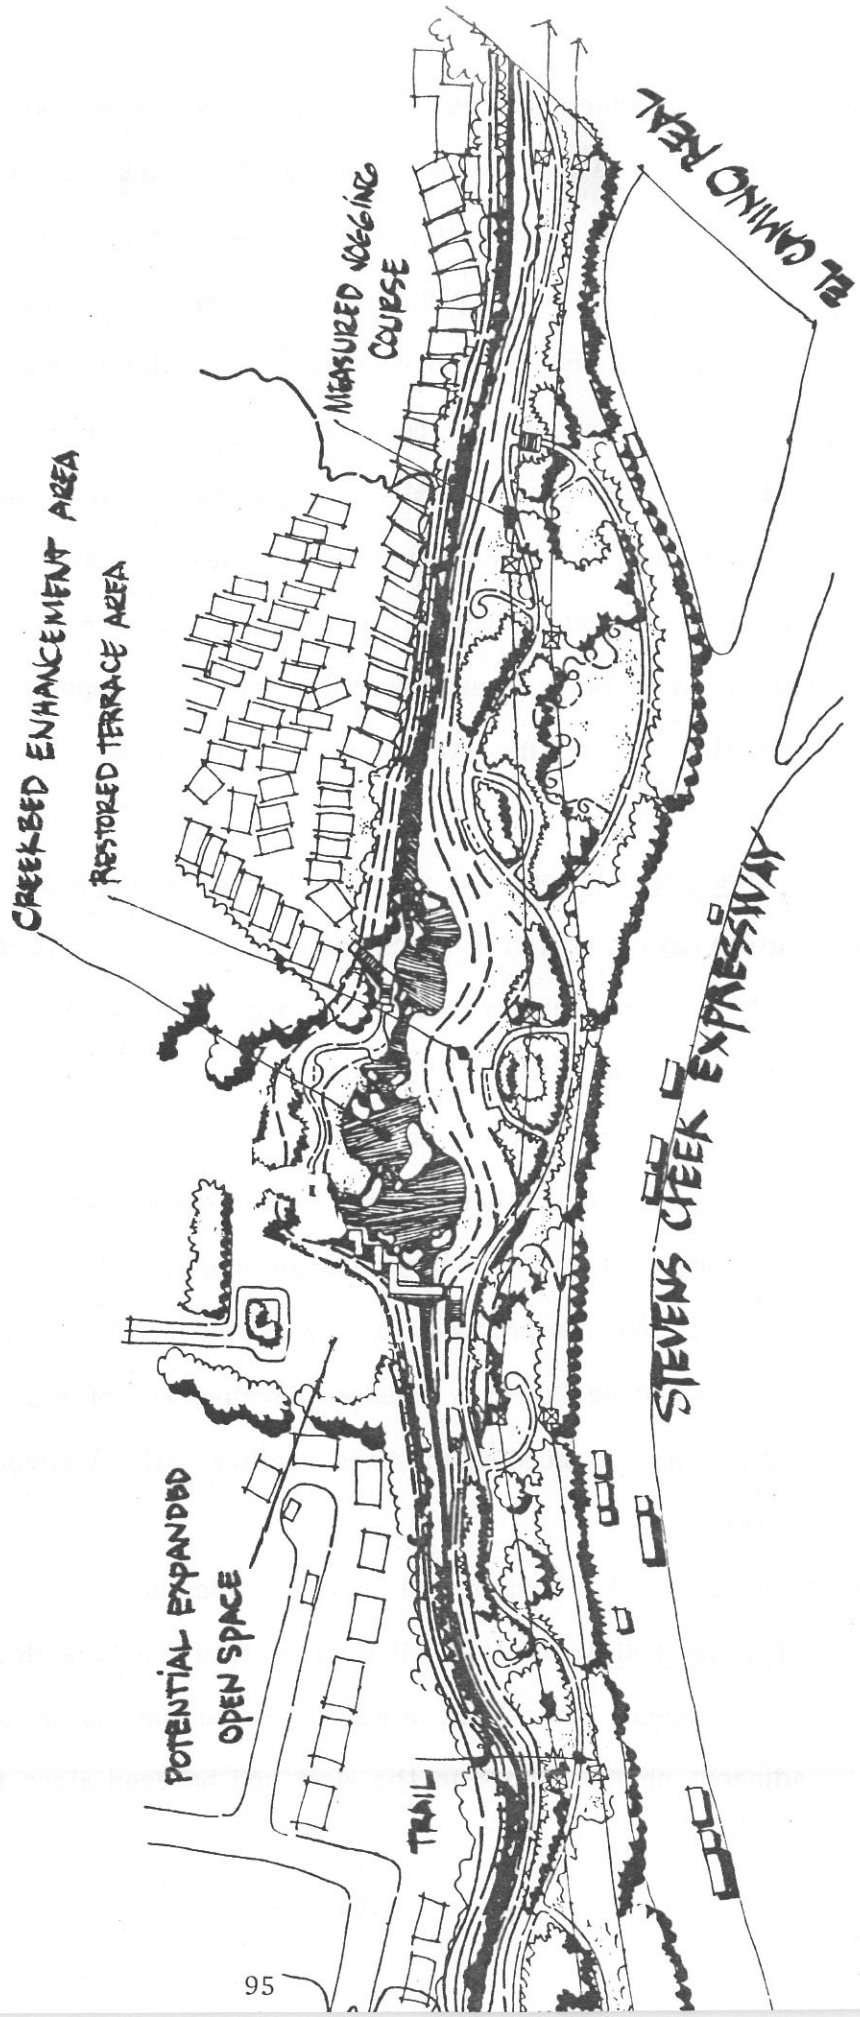 CREEKBED ENHANCEMENT AREA
RESTORED TERRACE AREA
MEASURED JOGGING
COURSE
EL CAMINO REAL
POTENTIAL EXPANDED
OPEN SPACE
STEVENS CREEK EXPRESSWAY
TRAIL
95